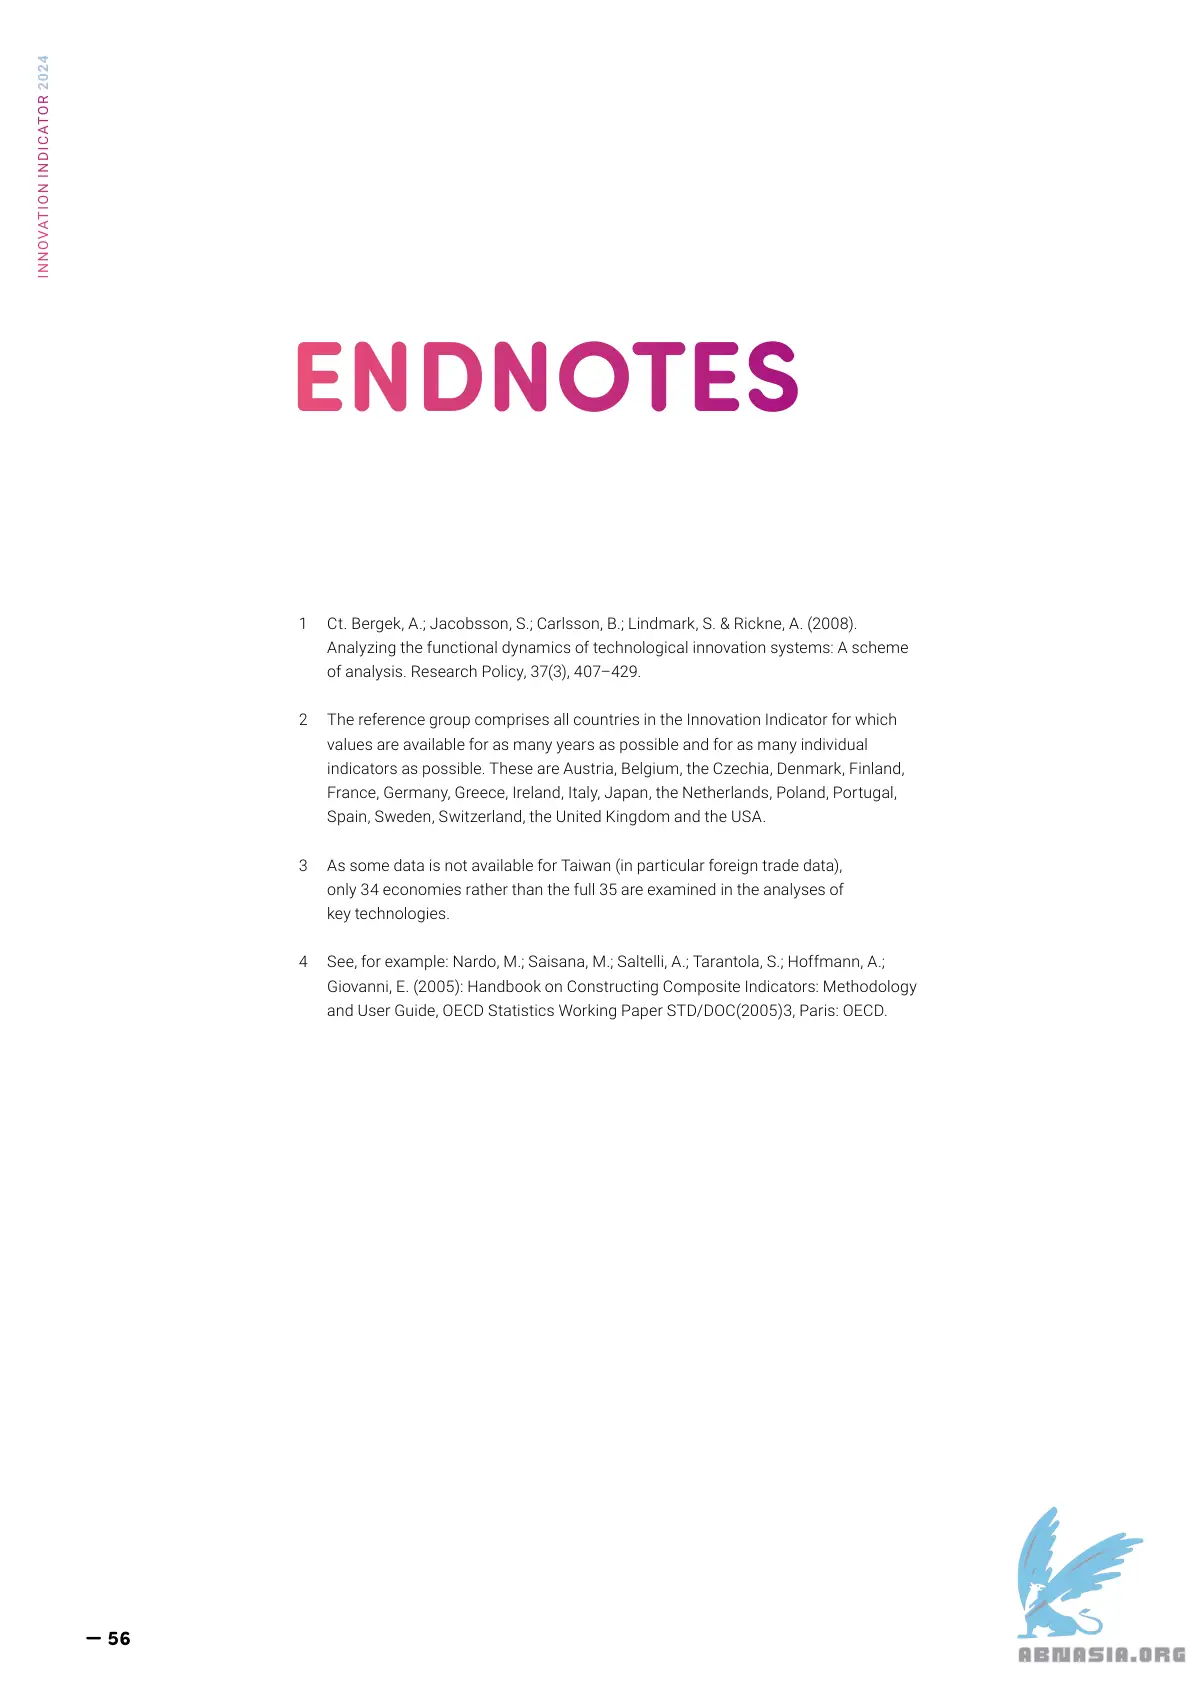 INNOVATION INDICATOR 2024
ENDNOTES
1 Ct. Bergek, A.; Jacobsson, S.; Carlsson, B.; Lindmark, S. & Rickne, A. (2008).
Analyzing the functional dynamics of technological innovation systems: A scheme
of analysis. Research Policy, 37(3), 407–429.
2 The reference group comprises all countries in the Innovation Indicator for which
values are available for as many years as possible and for as many individual
indicators as possible. These are Austria, Belgium, the Czechia, Denmark, Finland,
France, Germany, Greece, Ireland, Italy, Japan, the Netherlands, Poland, Portugal,
Spain, Sweden, Switzerland, the United Kingdom and the USA.
3 As some data is not available for Taiwan (in particular foreign trade data),
only 34 economies rather than the full 35 are examined in the analyses of
key technologies.
4 See, for example: Nardo, M.; Saisana, M.; Saltelli, A.; Tarantola, S.; Hoffmann, A.;
Giovanni, E. (2005): Handbook on Constructing Composite Indicators: Methodology
and User Guide, OECD Statistics Working Paper STD/DOC(2005)3, Paris: OECD.
— 56
ABNASIA.ORG